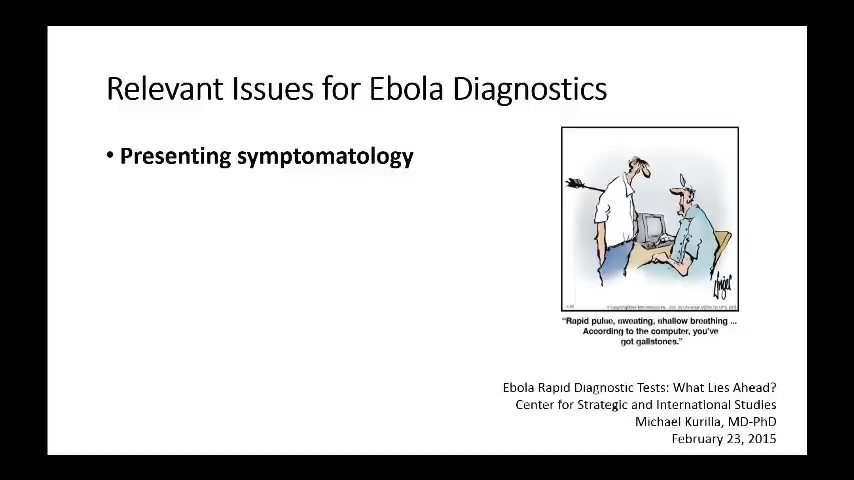 Relevant Issues for Ebola Diagnostics
• Presenting symptomatology
"Rapid pulse, sweating, shallow breathing ...
According to the computer, you've
got gallstones."
Ebola Rapid Diagnostic Tests: What Lies Ahead?
Center for Strategic and International Studies
Michael Kurilla, MD-PhD
February 23, 2015